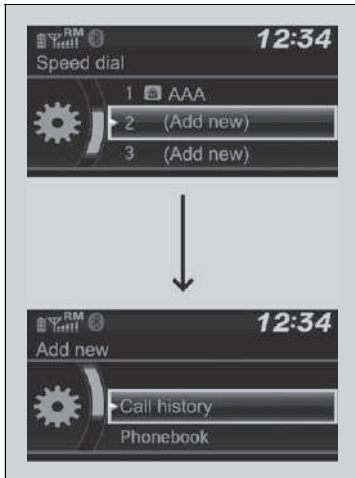 RM 12:34
Speed dial
1 AAA
2 (Add new)
3 (Add new)
RM 12:34
Add new
Call history
Phonebook